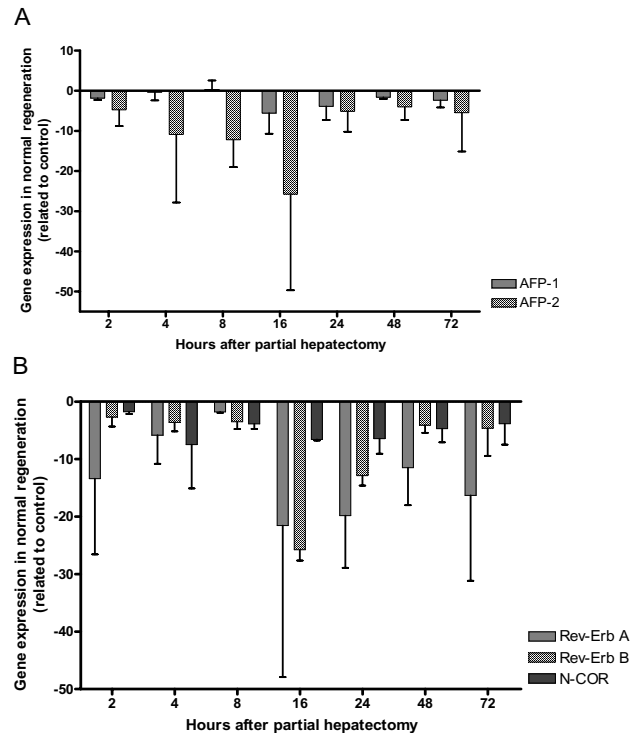 A
Gene expression in normal regeneration
(related to control)
10
0
-10
-20
-30
-40
-50
2 4 8 16 24 48 72
Hours after partial hepatectomy
AFP-1
AFP-2
B
Gene expression in normal regeneration
(related to control)
0
-10
-20
-30
-40
-50
2 4 8 16 24 48 72
Hours after partial hepatectomy
Rev-Erb A
Rev-Erb B
N-COR